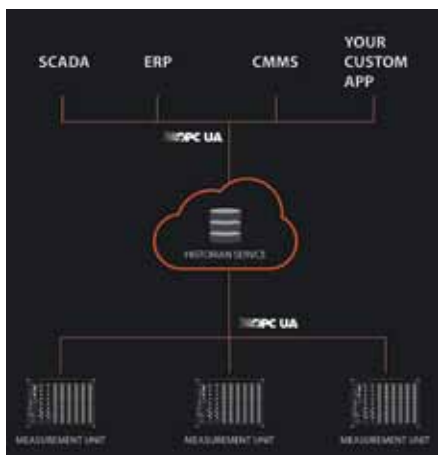 SCADA
ERP
CMMS
YOUR
CUSTOM
APP
OPC UA
HISTORIAN SERVICE
OPC UA
MEASUREMENT UNIT
MEASUREMENT UNIT
MEASUREMENT UNIT